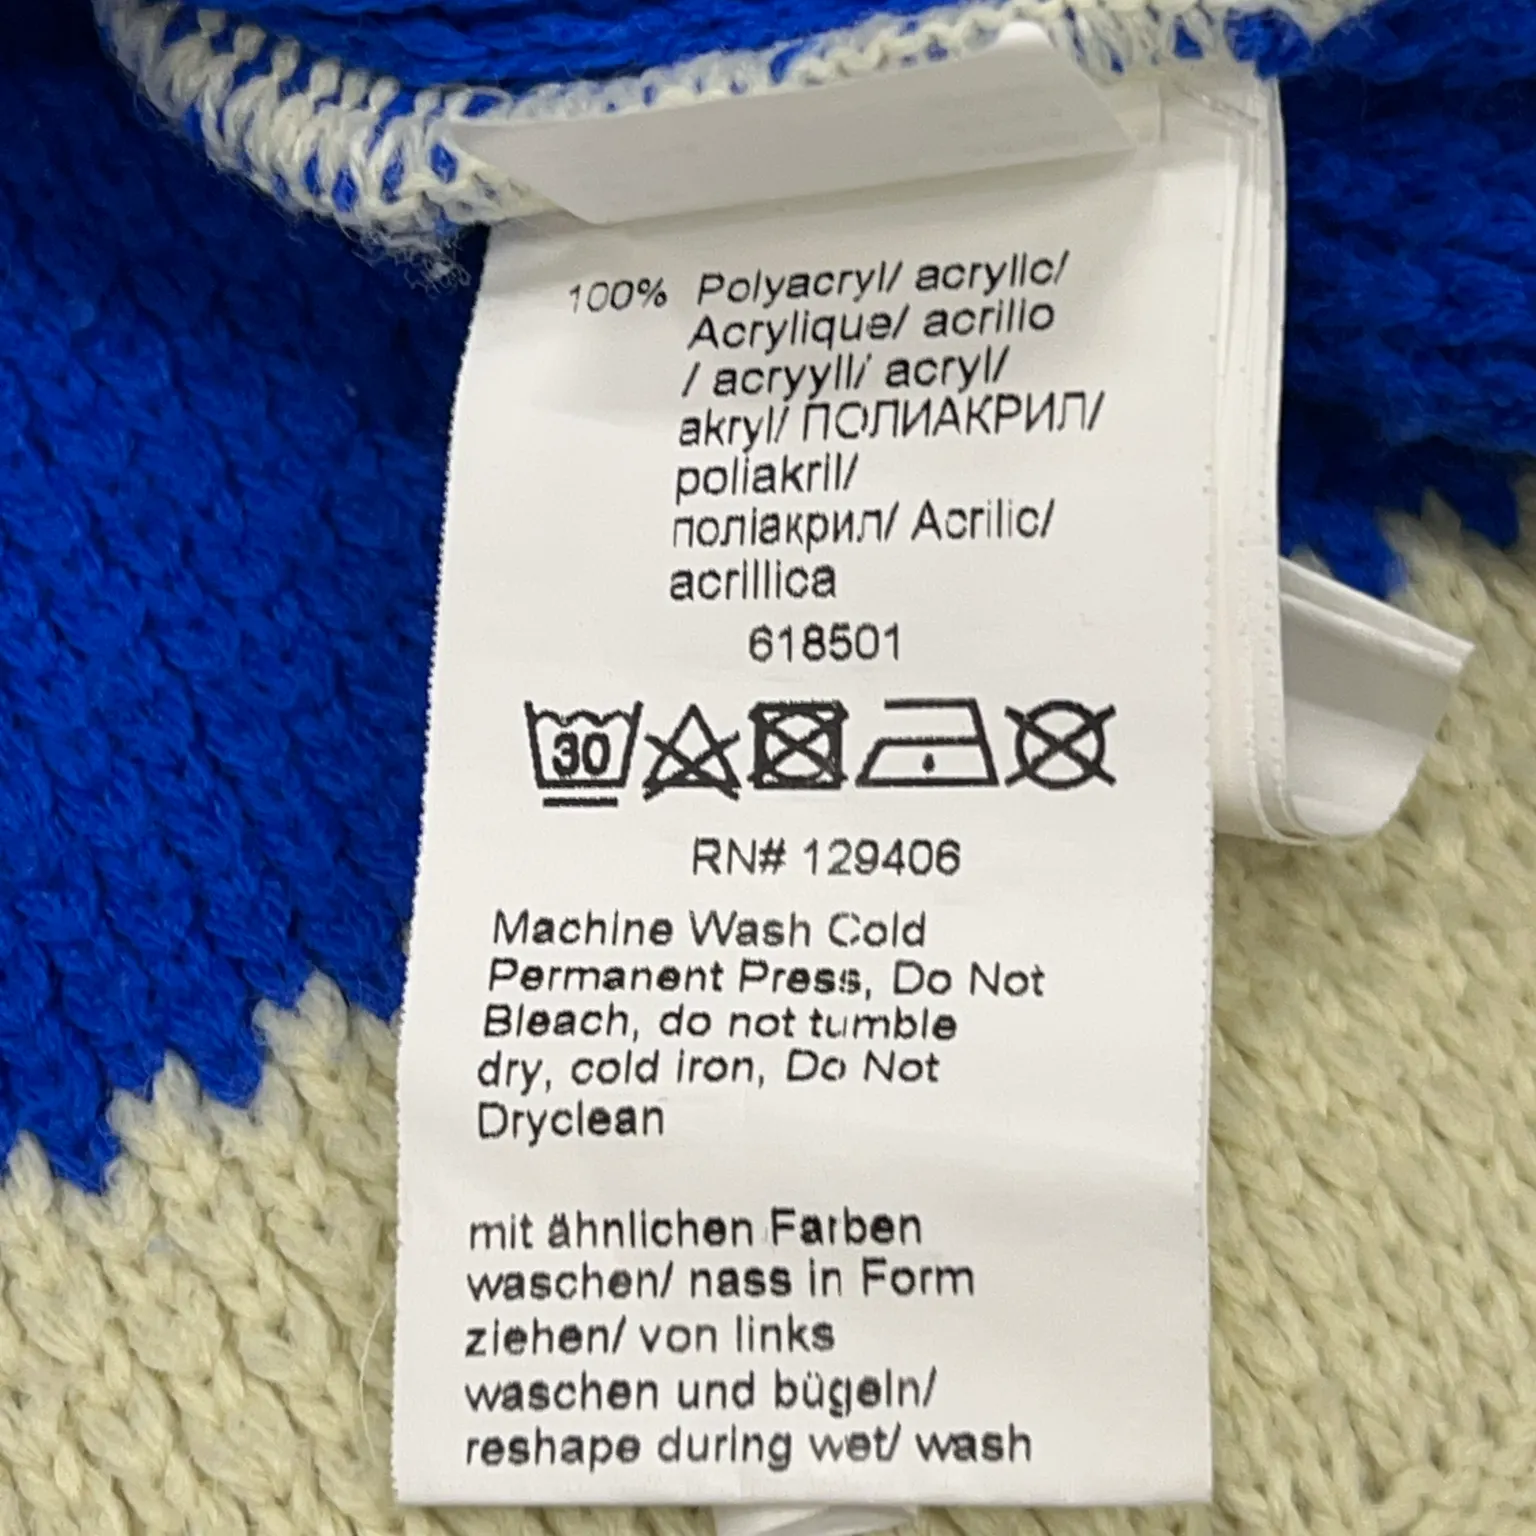 100% Polyacryl/ acryllc/
Acrylique/ acrilio
/ acryylli/ acryl/
akryl/ ПОЛИАКРИЛ/
poliakril/
поліакрил/ Acrilic/
acrillica
618501
30
RN# 129406
Machine Wash Cold
Permanent Press, Do Not
Bleach, do not tumble
dry, cold iron, Do Not
Dryclean
mit ähnlichen Farben
waschen/ nass in Form
ziehen/ von links
waschen und bügeln/
reshape during wet/ wash